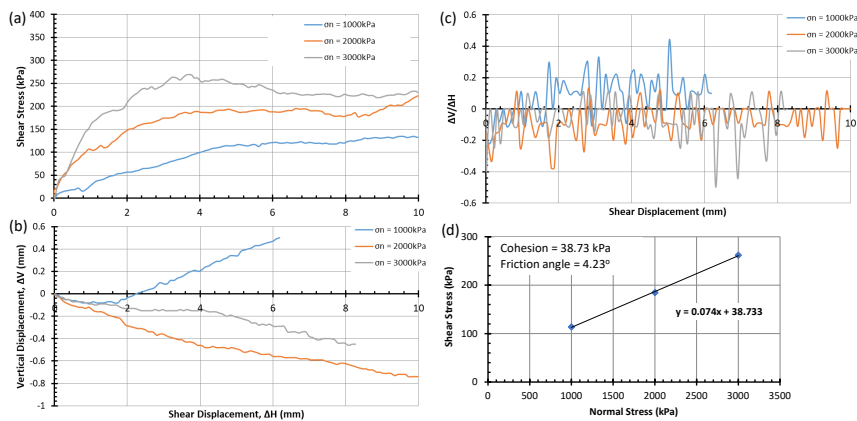 (a)
400
350
300
250
200
150
100
50
0
0
2
4
6
8
10
Shear Stress (kPa)
σn = 1000kPa
σn = 2000kPa
σn = 3000kPa
(b)
0.6
0.4
0.2
0
-0.2
-0.4
-0.6
-0.8
-1
0
2
4
6
8
10
Vertical Displacement, ΔV (mm)
Shear Displacement, ΔH (mm)
σn = 1000kPa
σn = 2000kPa
σn = 3000kPa
(c)
0.6
0.4
0.2
0
-0.2
-0.4
-0.6
0
2
4
6
8
10
ΔV/ΔH
Shear Displacement (mm)
σn = 1000kPa
σn = 2000kPa
σn = 3000kPa
(d)
Cohesion = 38.73 kPa
Friction angle = 4.23°
y = 0.074x + 38.733
400
300
200
100
0
0
500
1000
1500
2000
2500
3000
3500
Shear Stress (kPa)
Normal Stress (kPa)